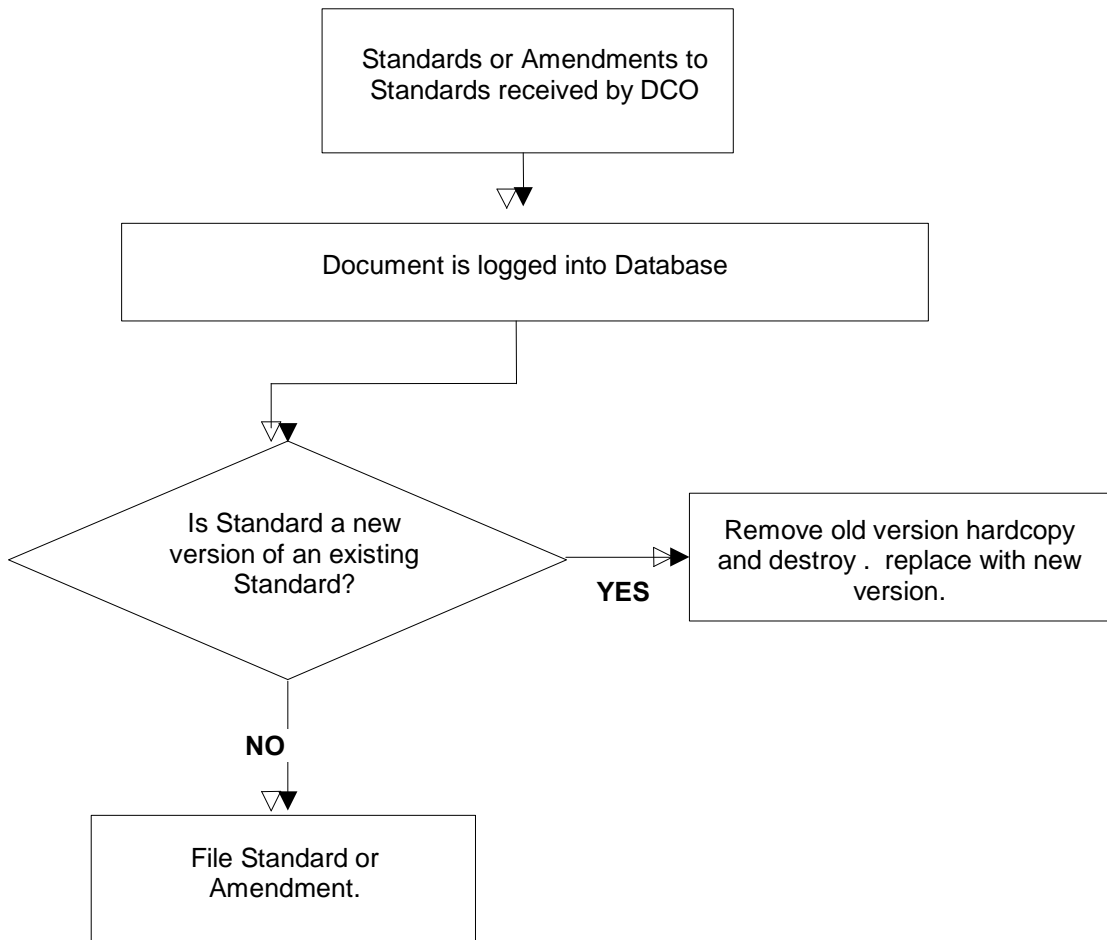 Standards or Amendments to
Standards received by DCO
Document is logged into Database
Is Standard a new
version of an existing
Standard?
YES
Remove old version hardcopy
and destroy .  replace with new
version.
NO
File Standard or
Amendment.